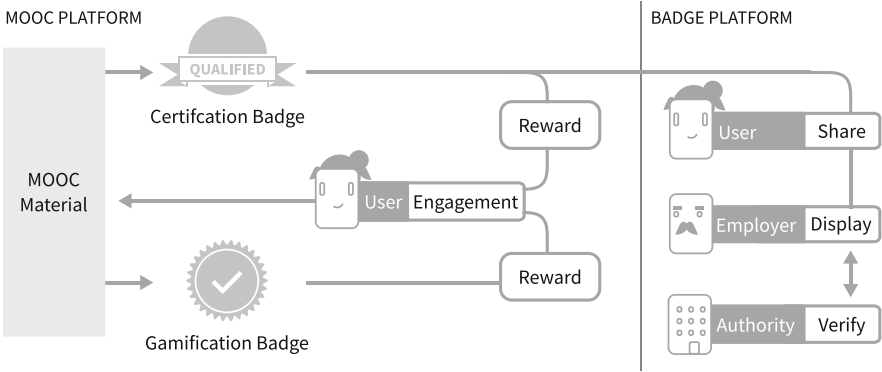 MOOC PLATFORM
BADGE PLATFORM
QUALIFIED
Certifcation Badge
Reward
User Share
MOOC
Material
User Engagement
Employer Display
Reward
Gamification Badge
Authority Verify